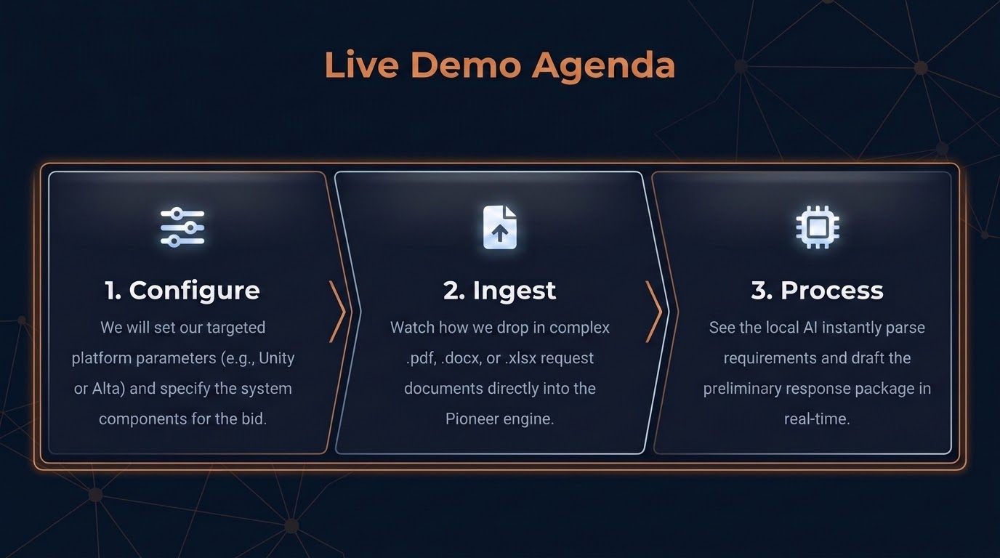 Live Demo Agenda
1. Configure
We will set our targeted
platform parameters (e.g., Unity
or Alta) and specify the system
components for the bid.
2. Ingest
Watch how we drop in complex
.pdf, .docx, or .xlsx request
documents directly into the
Pioneer engine.
3. Process
See the local AI instantly parse
requirements and draft the
preliminary response package in
real-time.